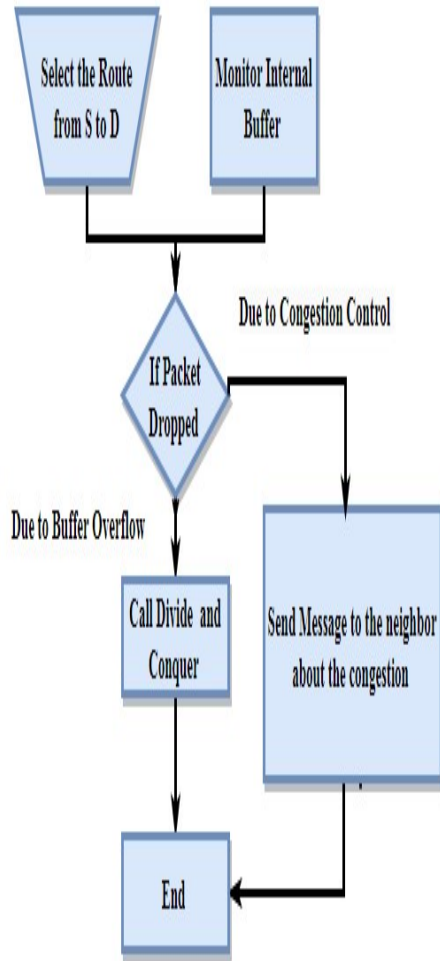 Select the Route
from S to D
Monitor Internal
Buffer
Due to Congestion Control
If Packet
Dropped
Due to Buffer Overflow
Call Divide and
Conquer
Send Message to the neighbor
about the congestion
End